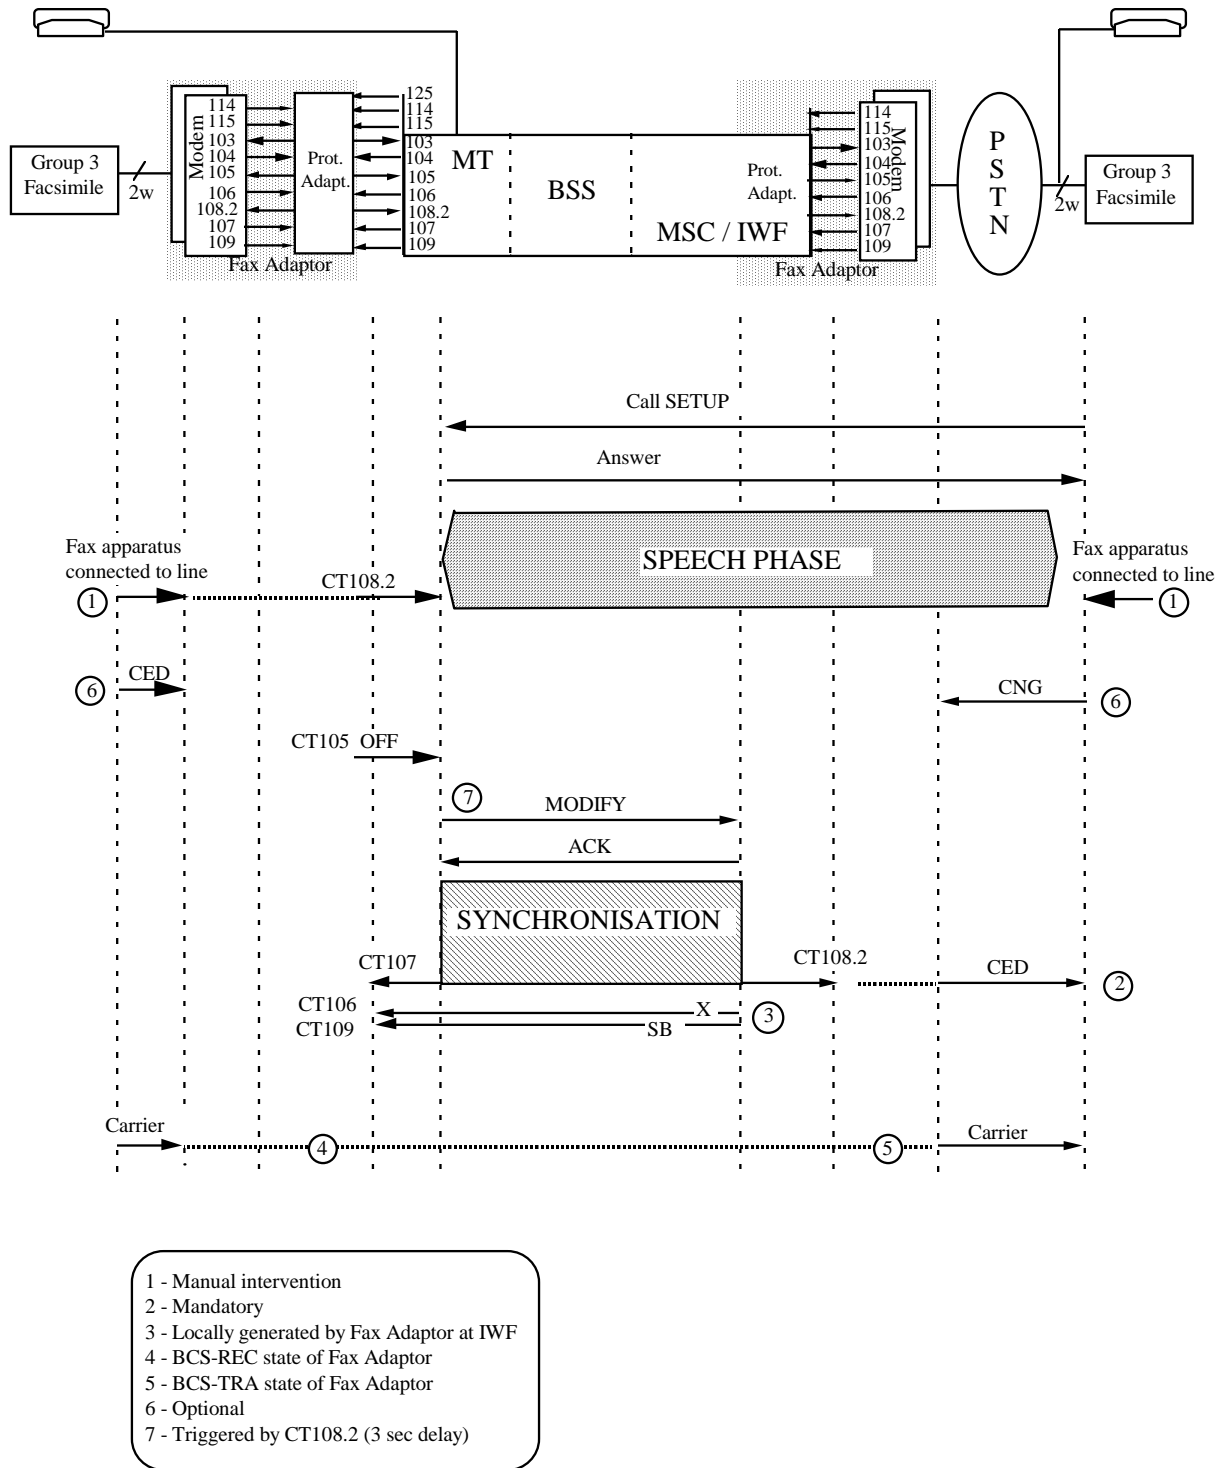 125
114
115
103
104
105
106
108.2
107
109
Modem
Prot.
Adapt.
114
115
103
104
105
106
108.2
107
109
MT
BSS
MSC / IWF
Prot.
Adapt.
114
115
103
104
105
106
108.2
107
109
Modem
P
S
T
N
Group 3
Facsimile
2w
2w
Group 3
Facsimile
Fax Adaptor
Fax Adaptor
Call SETUP
Answer
SPEECH PHASE
Fax apparatus
connected to line
1
CT108.2
Fax apparatus
connected to line
1
6
CED
CNG
6
CT105 OFF
7
MODIFY
ACK
SYNCHRONISATION
CT107
CT108.2
CED
2
CT106
X
3
CT109
SB
Carrier
4
5
Carrier
1 - Manual intervention
2 - Mandatory
3 - Locally generated by Fax Adaptor at IWF
4 - BCS-REC state of Fax Adaptor
5 - BCS-TRA state of Fax Adaptor
6 - Optional
7 - Triggered by CT108.2 (3 sec delay)